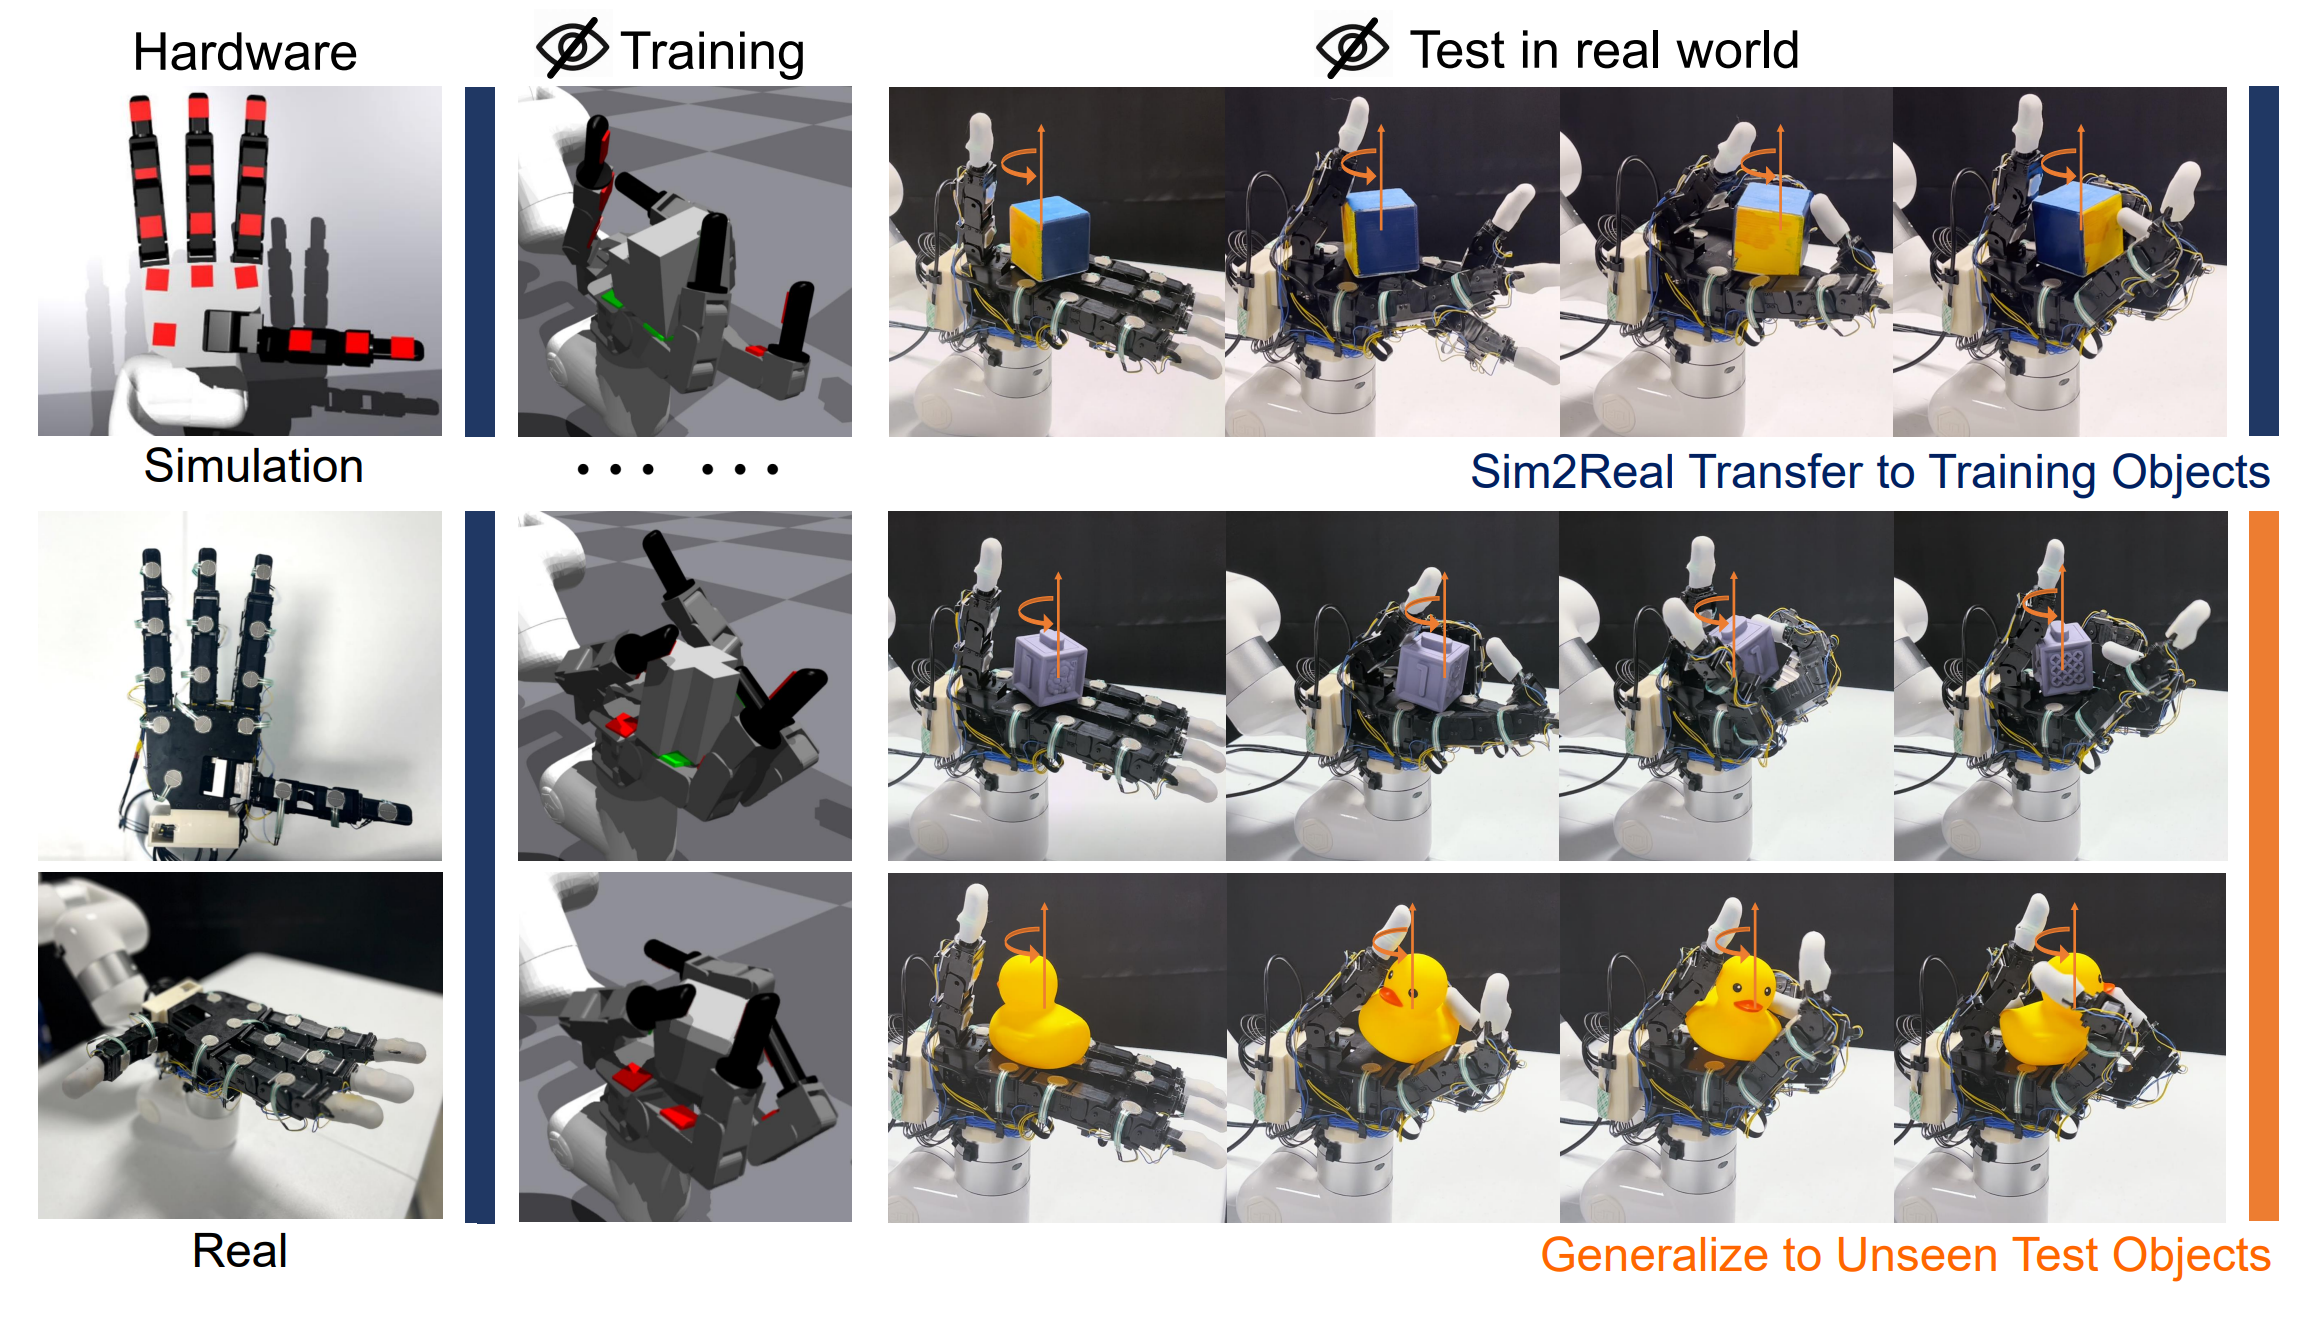 Hardware
Training
Test in real world
Simulation
... ...
Sim2Real Transfer to Training Objects
Real
Generalize to Unseen Test Objects